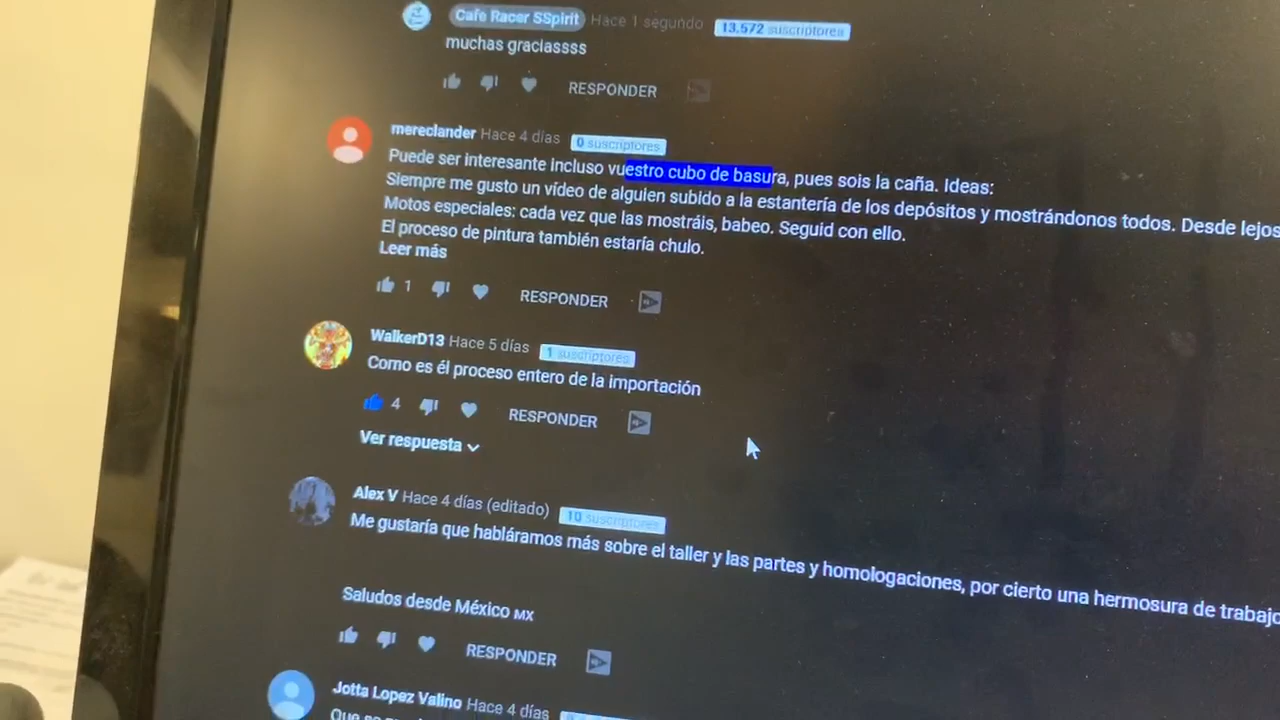 Cafe Racer SSpirit Hace 1 segundo 13.572 suscriptores
muchas graciassss
RESPONDER
mereclander Hace 4 días 0 suscriptores
Puede ser interesante incluso vuestro cubo de basura, pues sois la caña. Ideas:
Siempre me gusto un vídeo de alguien subido a la estantería de los depósitos y mostrándonos todos. Desde lejos
Motos especiales: cada vez que las mostráis, babeo. Seguid con ello.
El proceso de pintura también estaría chulo.
Leer más
1 RESPONDER
WalkerD13 Hace 5 días 1 suscriptores
Como es él proceso entero de la importación
4 RESPONDER
Ver respuesta
Alex V Hace 4 días (editado) 10 suscriptores
Me gustaría que habláramos más sobre el taller y las partes y homologaciones, por cierto una hermosura de trabajo
Saludos desde México MX
RESPONDER
Jotta Lopez Valino Hace 4 días
Que se